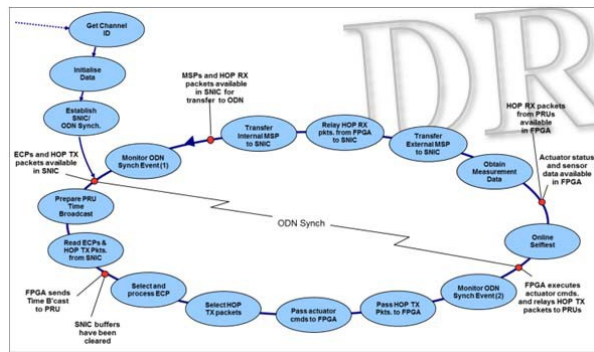 Get Channel
ID
Initialise
Data
Establish
SNIC/
ODN Synch.
ECPs and HOP TX
packets available
in SNIC
Monitor ODN
Synch Event (1)
MSPs and HOP RX
packets available
in SNIC for
transfer to ODN
Transfer
Internal MSP
to SNIC
Relay HOP RX
pkts. from FPGA
to SNIC
Transfer
External MSP
to SNIC
Obtain
Measurement
Data
HOP RX packets
from PRUs
available
in FPGA
Actuator status
and sensor
data available
in FPGA
DR
Prepare PRU
Time
Broadcast
ODN Synch
Online
Selftest
Read ECPs &
HOP TX Pkts.
from SNIC
FPGA sends
Time B'cast
to PRU
SNIC buffers
have been
cleared
Select and
process ECP
Select HOP
TX packets
Pass actuator
cmds to FPGA
Pass HOP TX
Pkts. to FPGA
Monitor ODN
Synch Event (2)
FPGA executes
actuator cmds.
and relays HOP TX
packets to PRUs